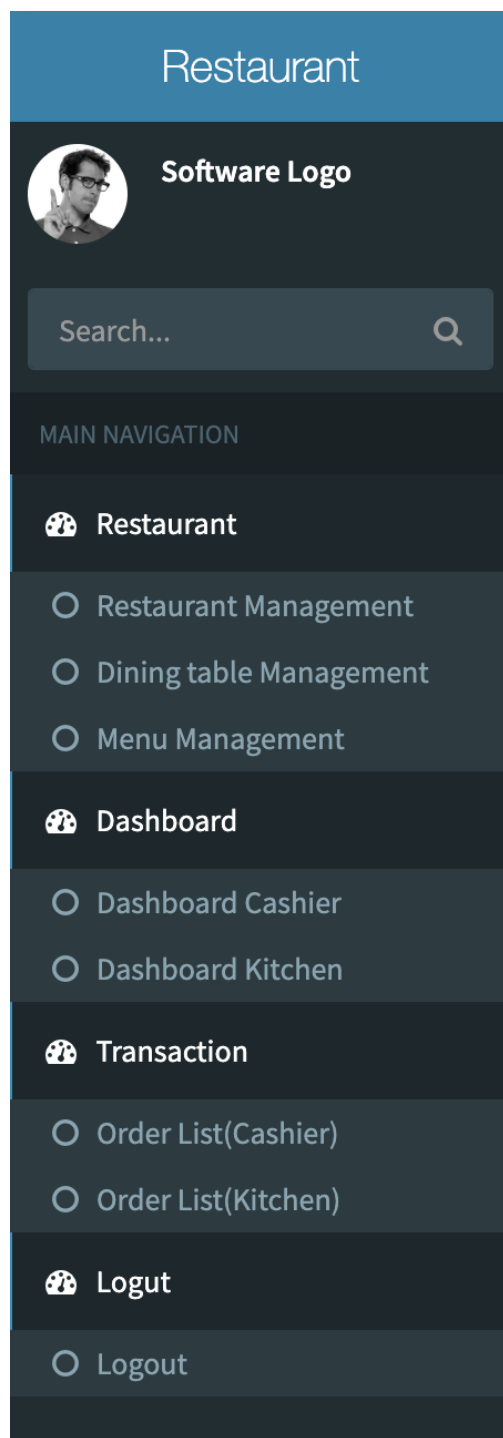 Restaurant
Software Logo
Search...
MAIN NAVIGATION
Restaurant
Restaurant Management
Dining table Management
Menu Management
Dashboard
Dashboard Cashier
Dashboard Kitchen
Transaction
Order List(Cashier)
Order List(Kitchen)
Logut
Logout